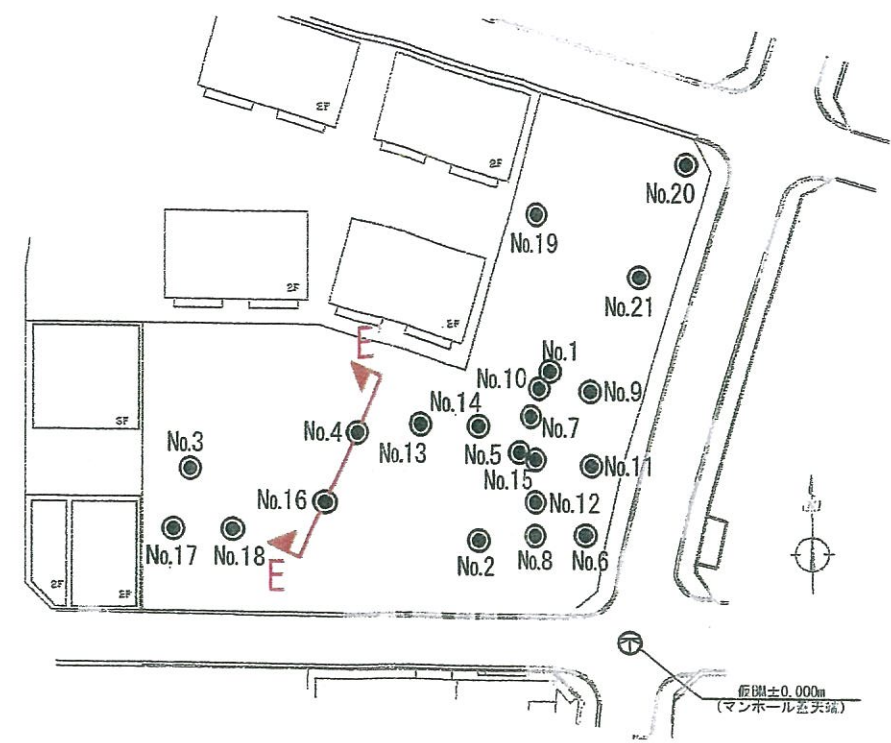 2F
2F
No.20
No.19
2F
.2F
No.21
E
No.1
No.10
No.9
No.14
No.7
3F
No.4
No.13
No.3
No.5
No.11
No.15
No.16
No.12
No.17
No.18
No.2
No.8
No.6
E
2F
2F
仮BM±0.000m
(マンホール蓋天端)